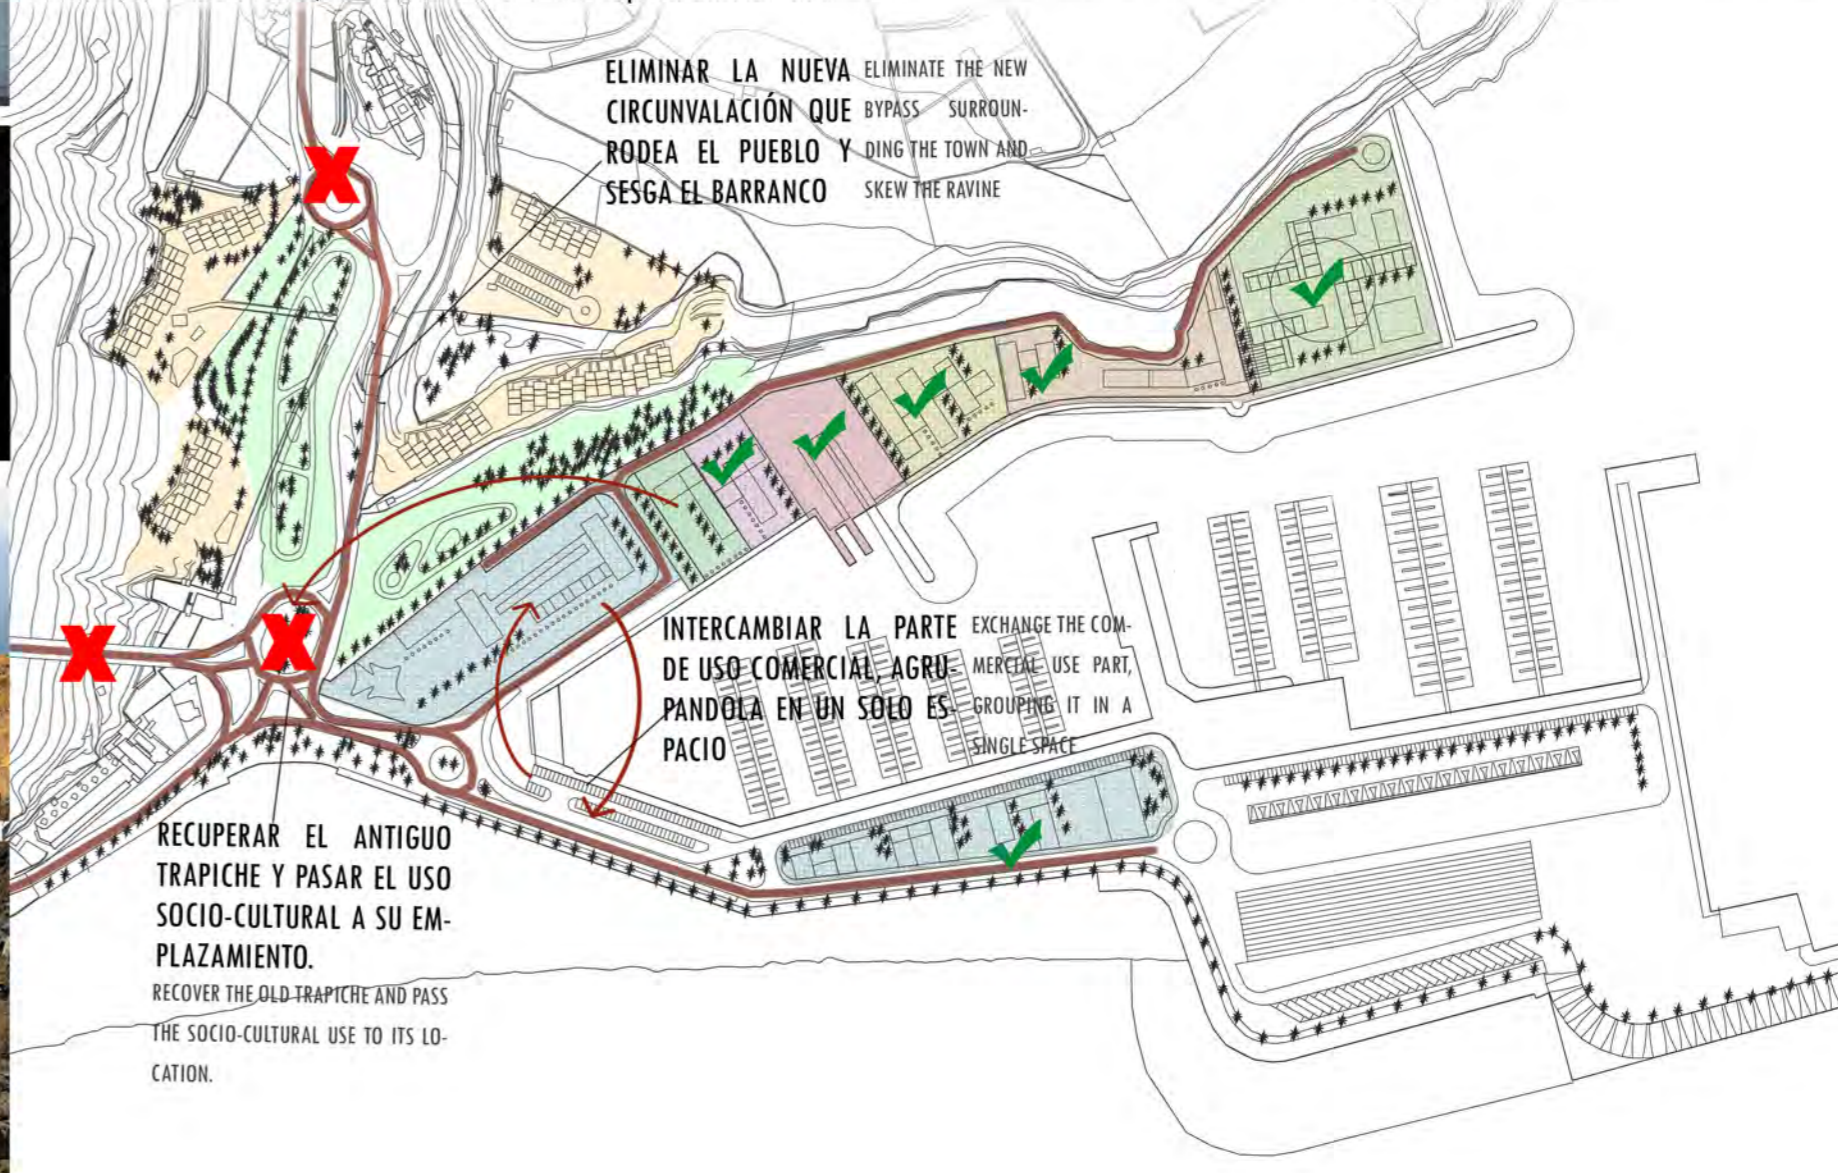 ELIMINAR LA NUEVA
CIRCUNVALACIÓN QUE
RODEA EL PUEBLO Y
SESGA EL BARRANCO
ELIMINATE THE NEW
BYPASS SURROUN-
DING THE TOWN AND
SKEW THE RAVINE
INTERCAMBIAR LA PARTE
DE USO COMERCIAL, AGRU-
PANDOLA EN UN SOLO ES-
PACIO
EXCHANGE THE COM-
MERCIAL USE PART,
GROUPING IT IN A
SINGLE SPACE
RECUPERAR EL ANTIGUO
TRAPICHE Y PASAR EL USO
SOCIO-CULTURAL A SU EM-
PLAZAMIENTO.
RECOVER THE OLD TRAPICHE AND PASS
THE SOCIO-CULTURAL USE TO ITS LO-
CATION.